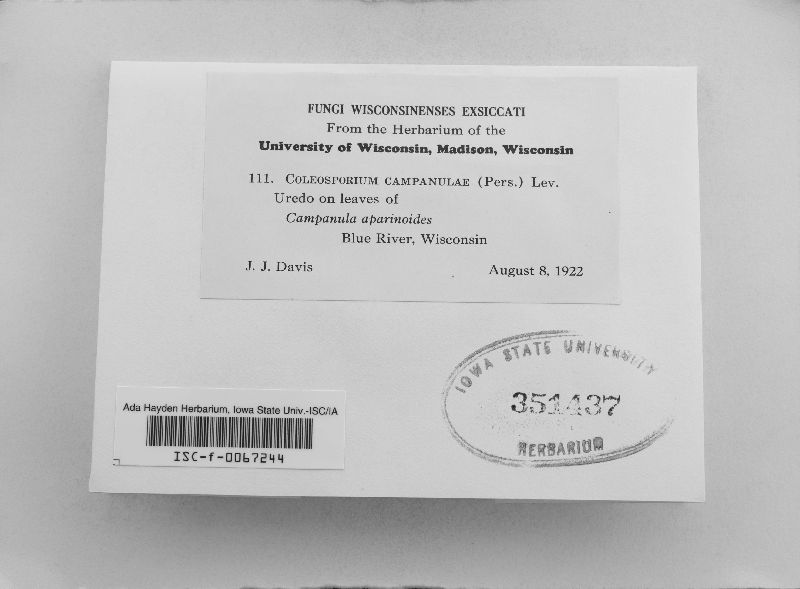 FUNGI WISCONSINENSES EXSICCATI
From the Herbarium of the
University of Wisconsin, Madison, Wisconsin
111. COLEOSPORIUM CAMPANULAE (Pers.) Lev.
Uredo on leaves of
Campanula aparinoides
Blue River, Wisconsin
J. J. Davis August 8, 1922
IOWA STATE UNIVERSITY
351437
HERBARIUM
Ada Hayden Herbarium, Iowa State Univ.-ISC/IA
ISC-f-0067244